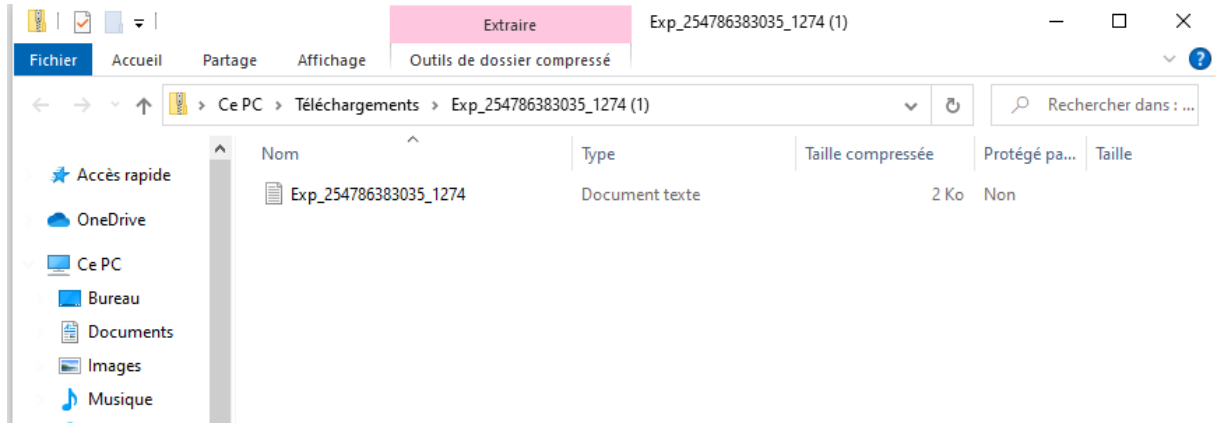 Extraire
Exp_254786383035_1274 (1)
Fichier
Accueil
Partage
Affichage
Outils de dossier compressé
Ce PC > Téléchargements > Exp_254786383035_1274 (1)
Rechercher dans : ...
Nom
Type
Taille compressée
Protégé pa...
Taille
Exp_254786383035_1274
Document texte
2 Ko
Non
Accès rapide
OneDrive
Ce PC
Bureau
Documents
Images
Musique